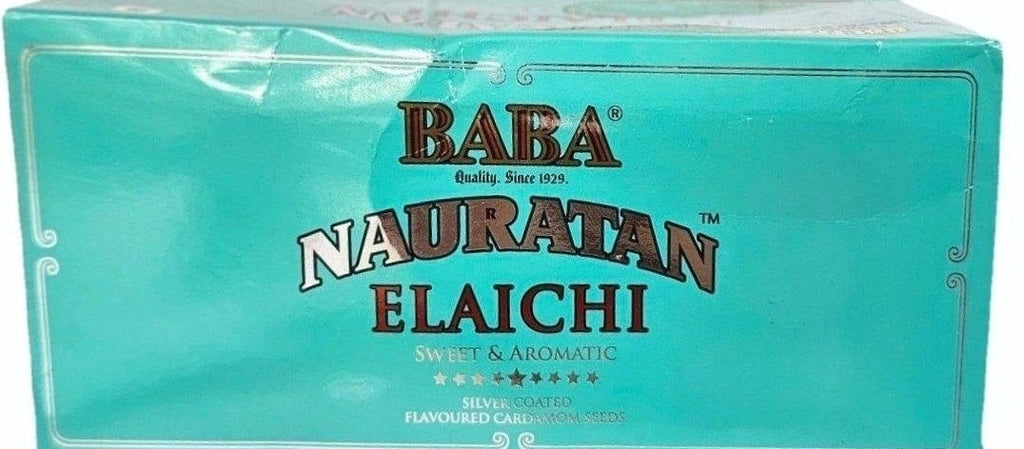 BABA®
Quality. Since 1929.
NAURATAN™
ELAICHI
SWEET & AROMATIC
SILVER COATED
FLAVOURED CARDAMOM SEEDS